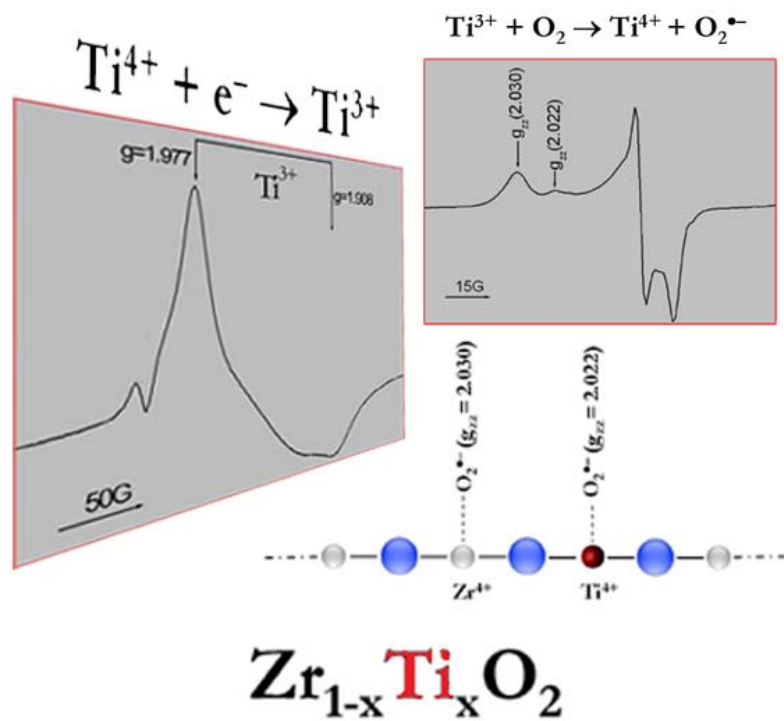 Ti⁴⁺ + e⁻ → Ti³⁺
g=1.977
Ti³⁺
g=1.908
50G
Ti³⁺ + O₂ → Ti⁴⁺ + O₂•⁻
g_zz(2.030)
g_zz(2.022)
15G
O₂•⁻ (g_zz = 2.030)
O₂•⁻ (g_zz = 2.022)
Zr⁴⁺
Ti⁴⁺
Zr₁₋ₓTiₓO₂